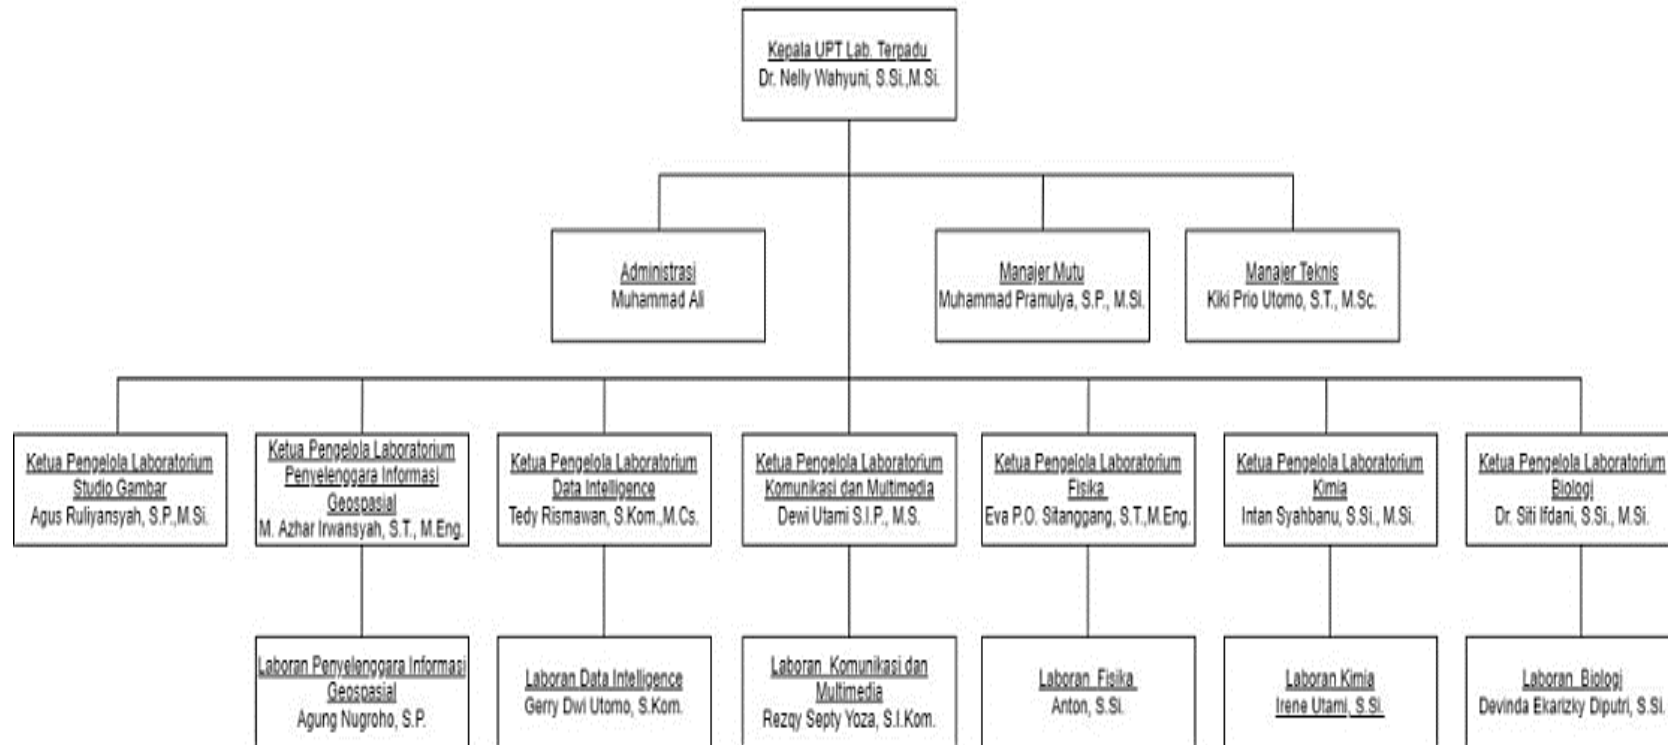 Kepala UPT Lab. Terpadu
Dr. Nelly Wahyuni, S.Si.,M.Si.
Administrasi
Muhammad Ali
Manajer Mutu
Muhammad Pramulya, S.P., M.Si.
Manajer Teknis
Kiki Prio Utomo, S.T., M.Sc.
Ketua Pengelola Laboratorium
Studio Gambar
Agus Ruliyansyah, S.P.,M.Si.
Ketua Pengelola Laboratorium
Penyelenggara Informasi
Geospasial
M. Azhar Irwansyah, S.T., M.Eng.
Ketua Pengelola Laboratorium
Data Intelligence
Tedy Rismawan, S.Kom.,M.Cs.
Ketua Pengelola Laboratorium
Komunikasi dan Multimedia
Dewi Utami S.I.P., M.S.
Ketua Pengelola Laboratorium
Fisika
Eva P.O. Sitanggang, S.T.,M.Eng.
Ketua Pengelola Laboratorium
Kimia
Intan Syahbanu, S.Si., M.Si.
Ketua Pengelola Laboratorium
Biologi
Dr. Siti Ifdani, S.Si., M.Si.
Laboran Penyelenggara Informasi
Geospasial
Agung Nugroho, S.P.
Laboran Data Intelligence
Gerry Dwi Utomo, S.Kom.
Laboran Komunikasi dan
Multimedia
Rezqy Septy Yoza, S.I.Kom.
Laboran Fisika
Anton, S.Si.
Laboran Kimia
Irene Utami, S.Si.
Laboran Biologi
Devinda Ekarizky Diputri, S.Si.